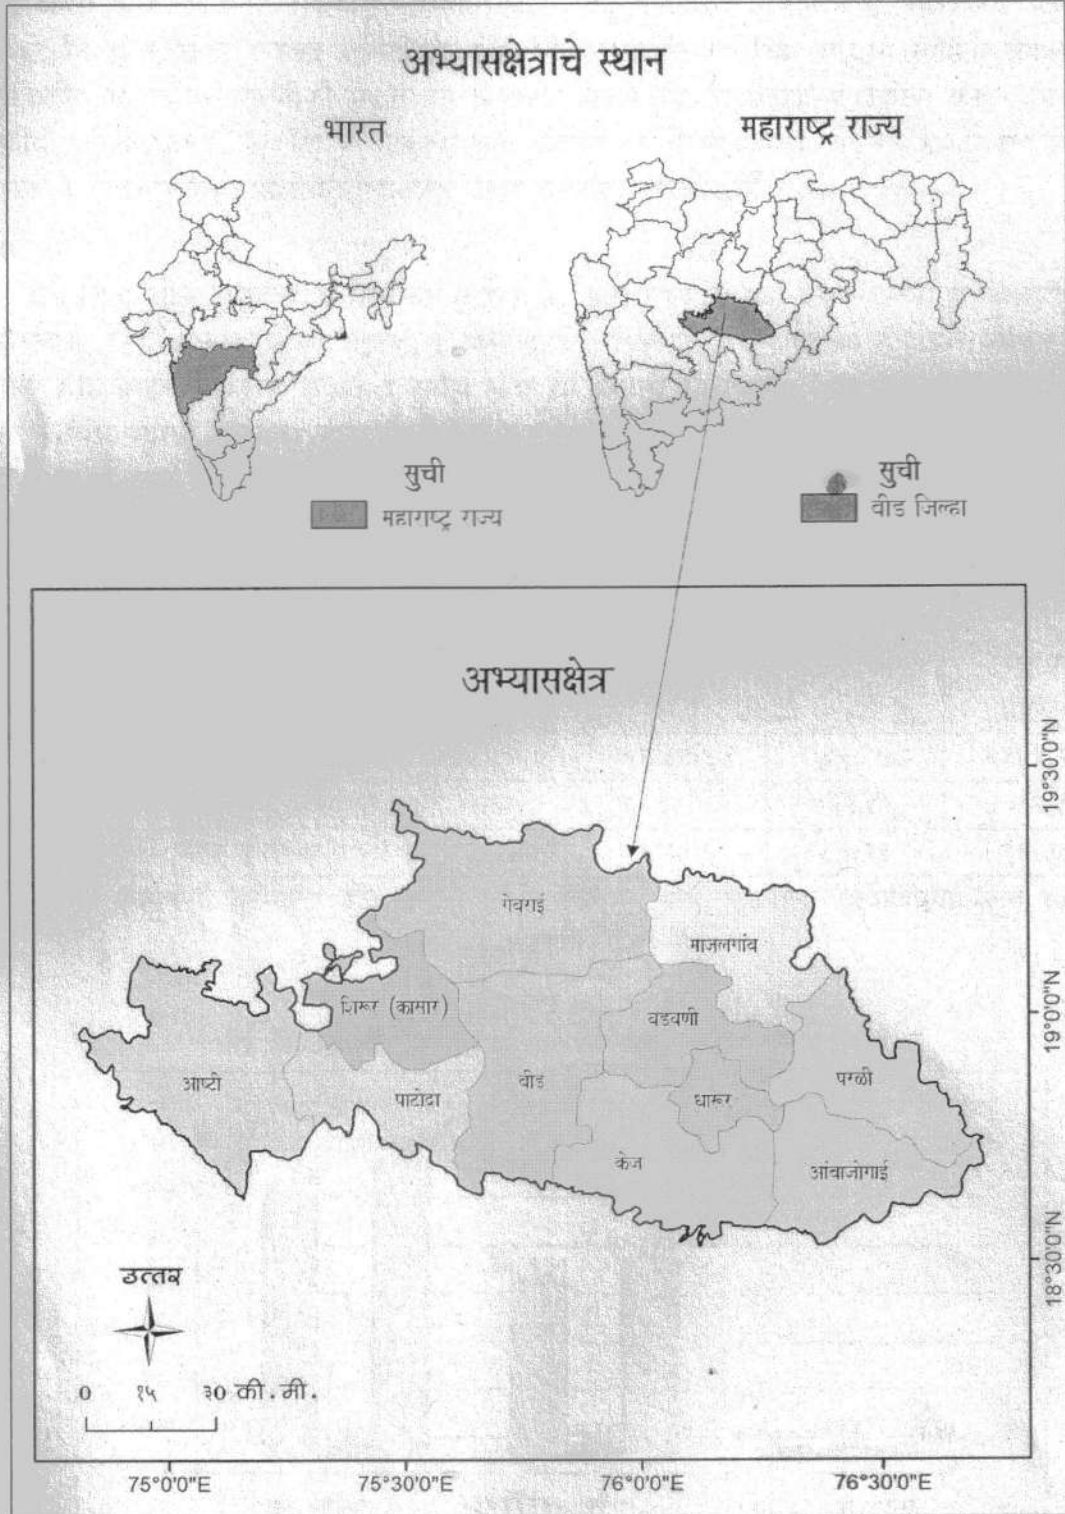 अभ्यासक्षेत्राचे स्थान
भारत
महाराष्ट्र राज्य
सुची
महाराष्ट्र राज्य
सुची
बीड जिल्हा
अभ्यासक्षेत्र
गेवराई
माजलगांव
शिरूर (कासार)
वडवणी
आष्टी
पाटोदा
बीड
धारूर
परळी
केज
आंबाजोगाई
19°30'0"N
19°0'0"N
18°30'0"N
उत्तर
0 १५ ३० की.मी.
75°0'0"E 75°30'0"E 76°0'0"E 76°30'0"E